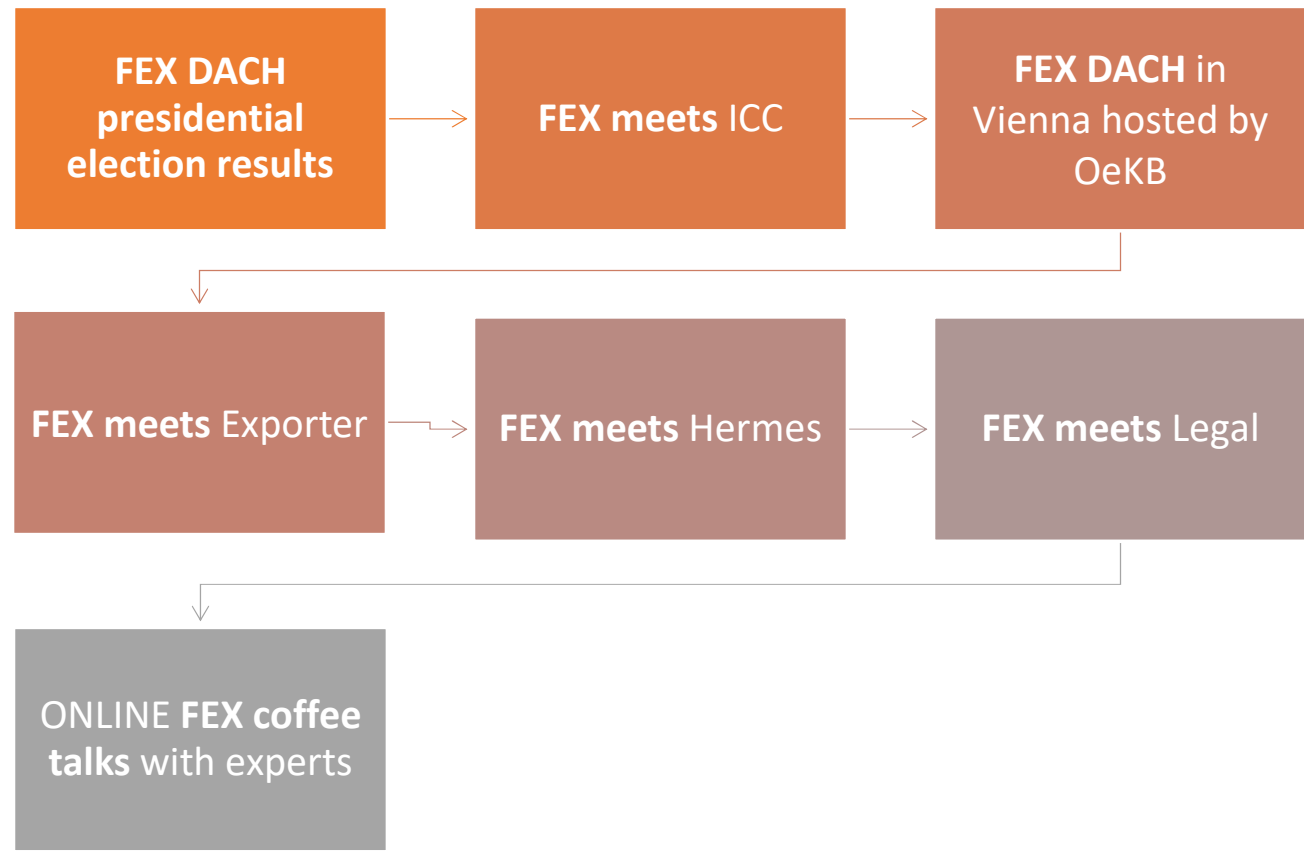 FEX DACH
presidential
election results
FEX meets ICC
FEX DACH in
Vienna hosted by
OeKB
FEX meets Exporter
FEX meets Hermes
FEX meets Legal
ONLINE FEX coffee
talks with experts